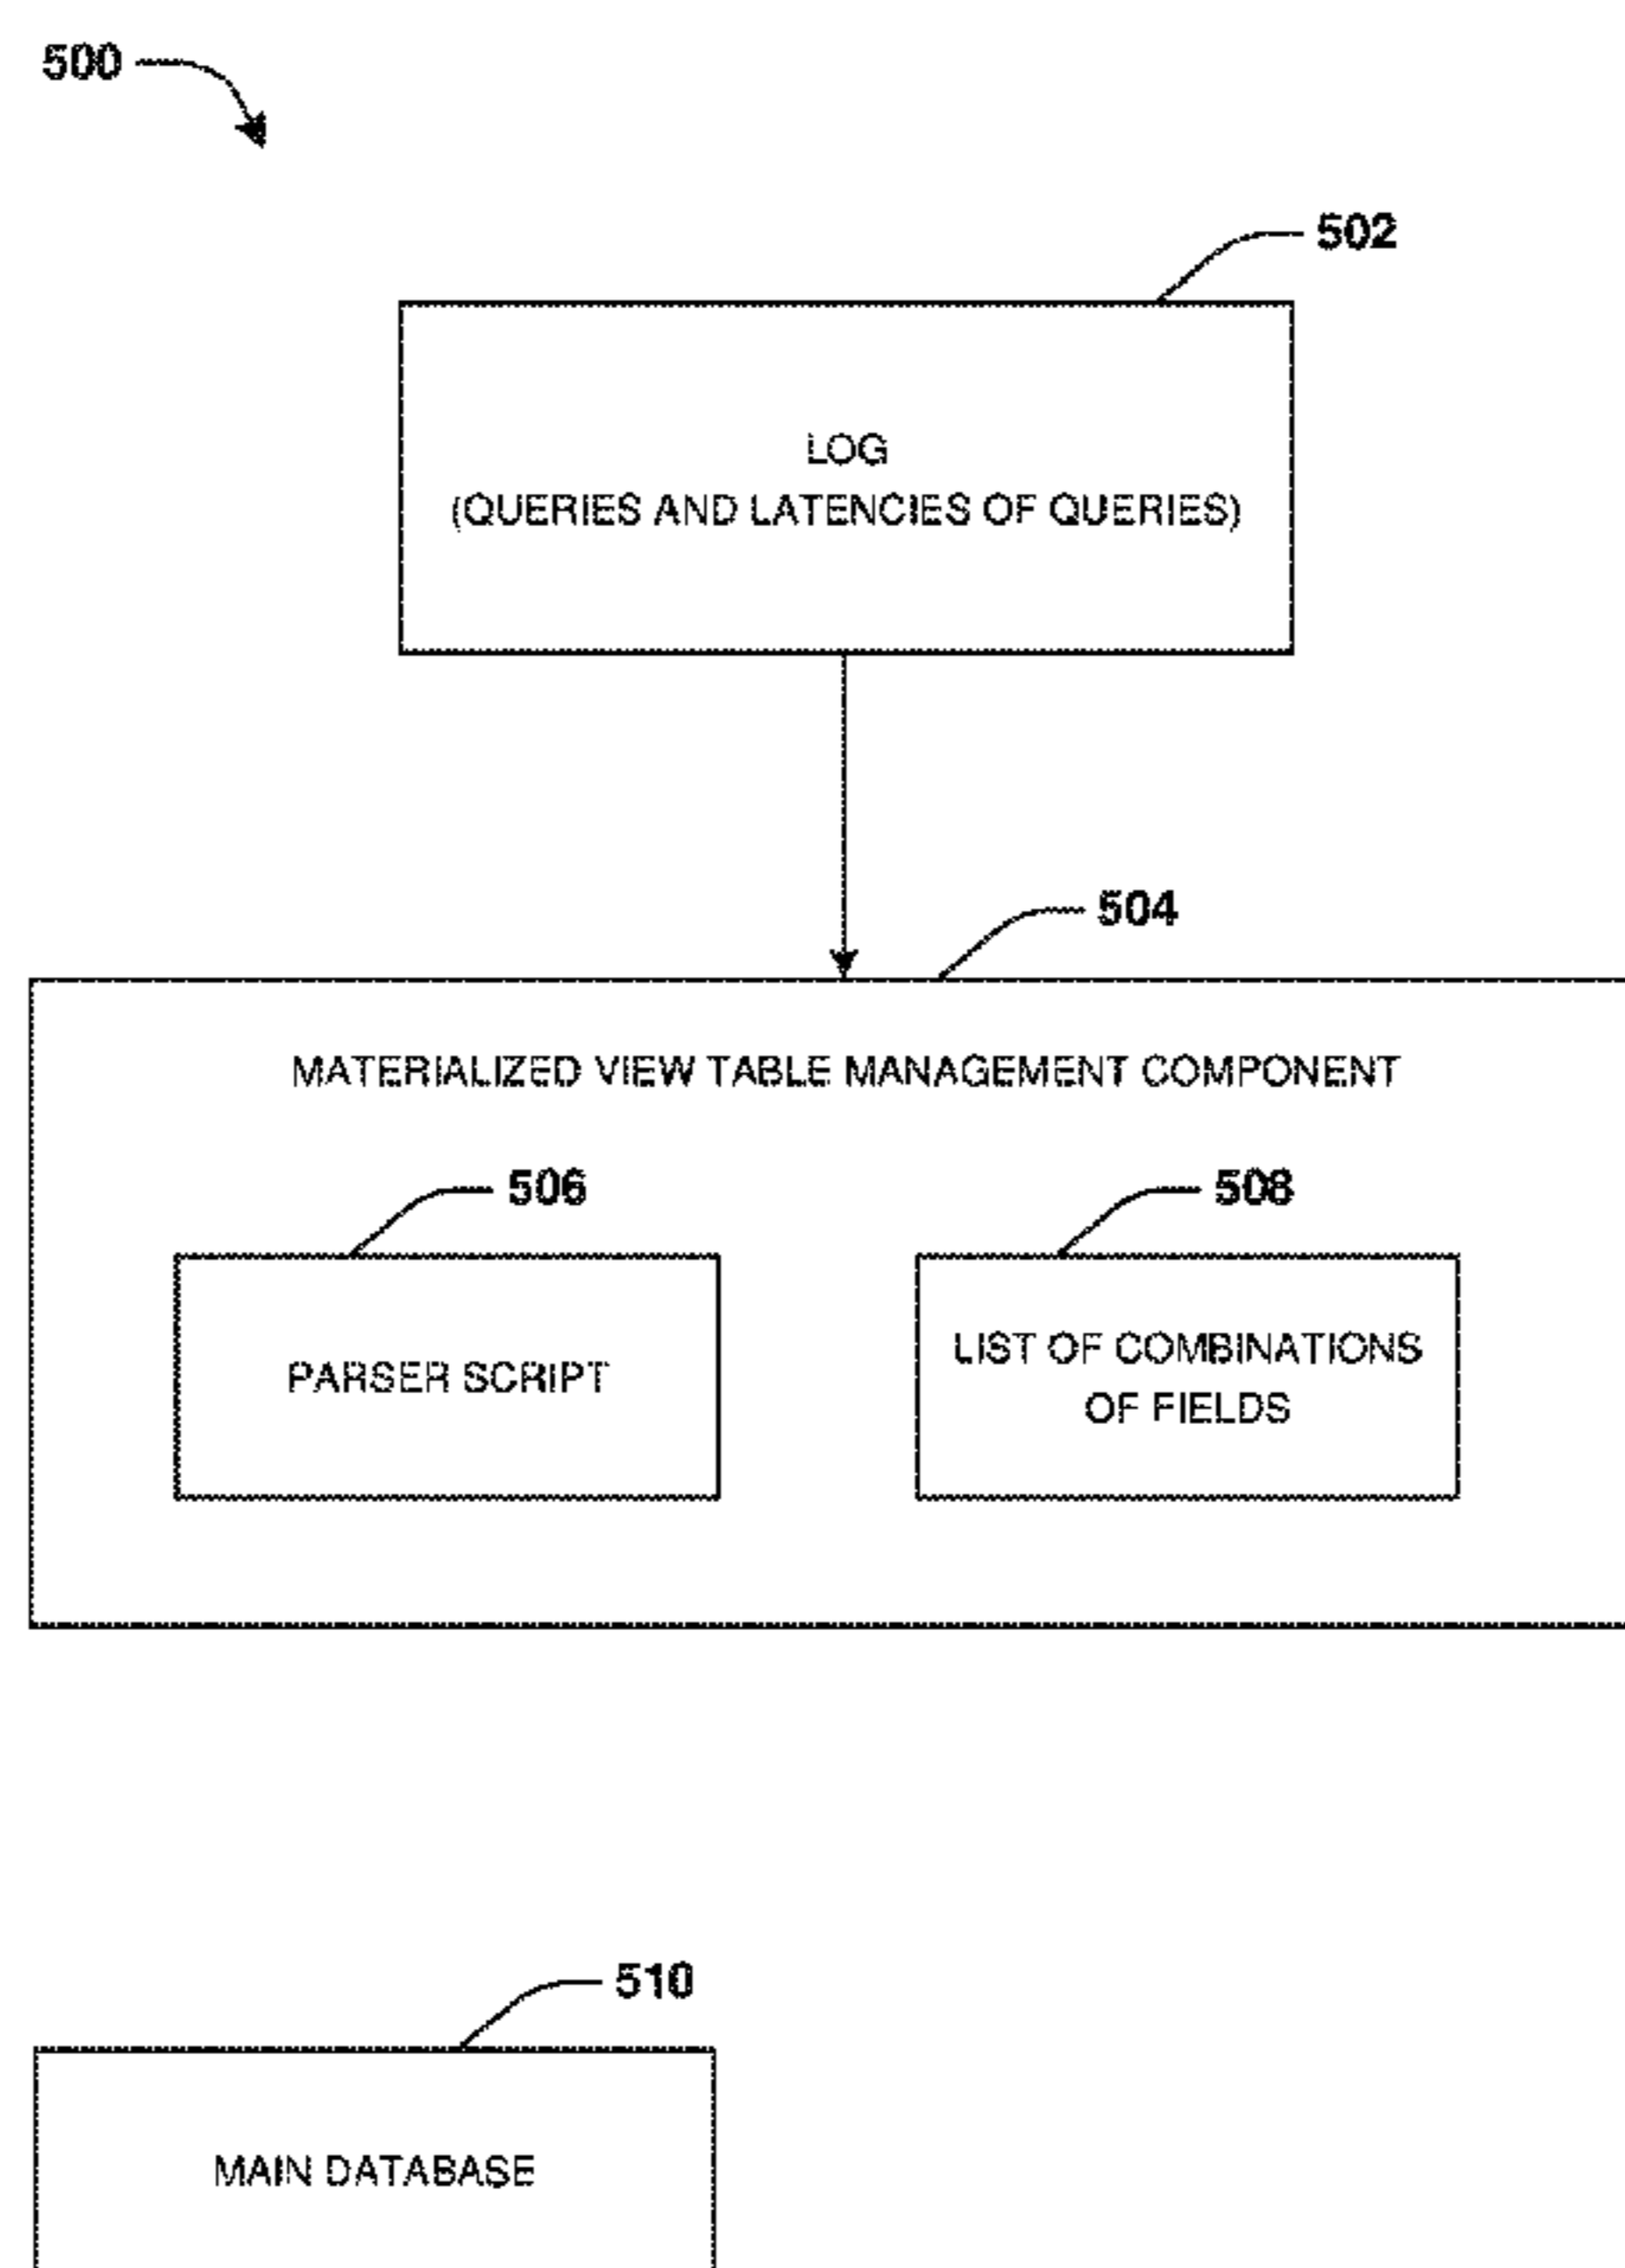 500
502
LOG
(QUERIES AND LATENCIES OF QUERIES)
504
MATERIALIZED VIEW TABLE MANAGEMENT COMPONENT
506
508
PARSER SCRIPT
LIST OF COMBINATIONS
OF FIELDS
510
MAIN DATABASE